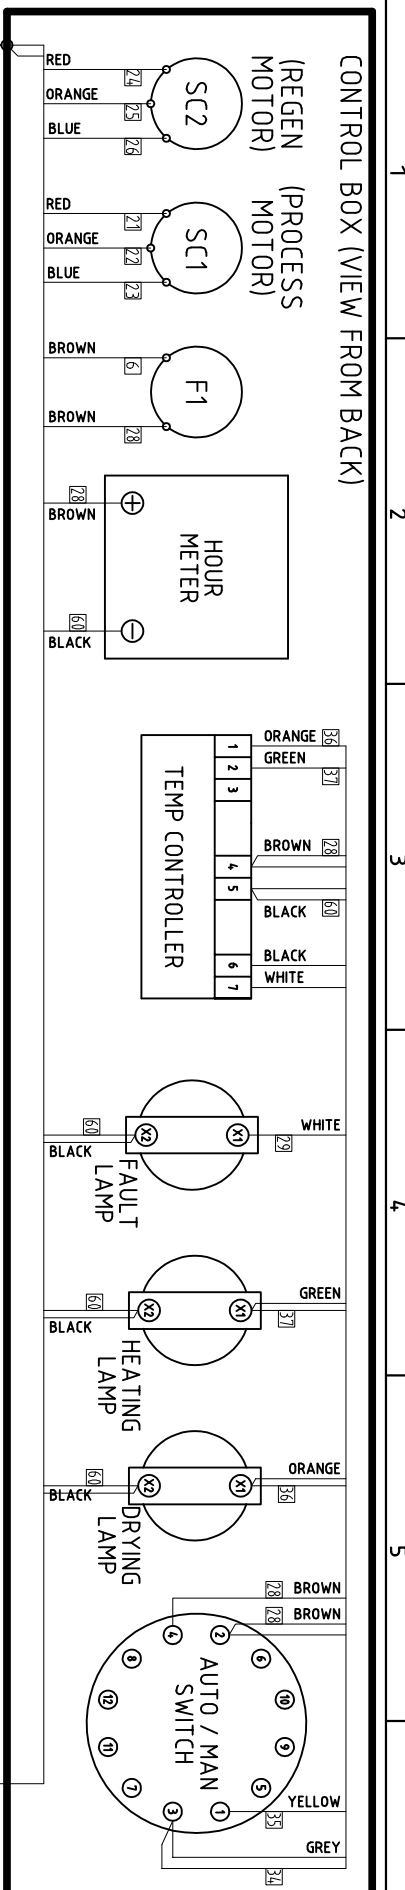 CONTROL BOX (VIEW FROM BACK)
1
2
3
4
5
(REGEN
MOTOR)
SC2
RED
24
ORANGE
25
BLUE
26
(PROCESS
MOTOR)
SC1
RED
21
ORANGE
22
BLUE
23
F1
BROWN
6
BROWN
28
HOUR
METER
+
28
BROWN
−
60
BLACK
TEMP CONTROLLER
1
2
3
4
5
6
7
ORANGE 36
GREEN
37
BROWN 28
BLACK 60
BLACK
WHITE
FAULT
LAMP
X2
X1
WHITE
29
60
BLACK
HEATING
LAMP
X2
X1
GREEN
37
60
BLACK
DRYING
LAMP
X2
X1
ORANGE
36
60
BLACK
AUTO / MAN
SWITCH
28 BROWN
28 BROWN
4
2
8
6
12
10
11
9
7
5
3
1
YELLOW
35
GREY
34